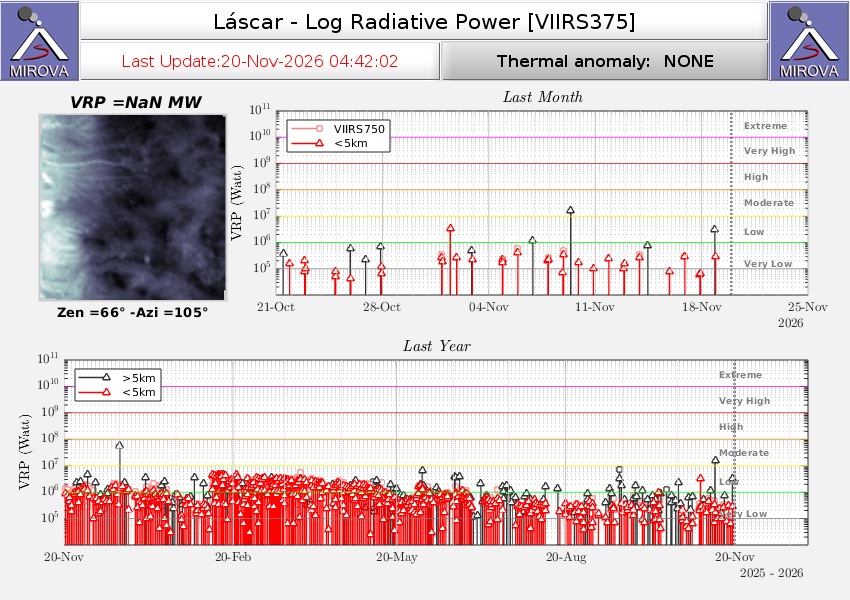 Láscar - Log Radiative Power [VIIRS375]
MIROVA
Last Update:20-Nov-2026 04:42:02
Thermal anomaly:  NONE
MIROVA
VRP =NaN MW
Zen =66° -Azi =105°
Last Month
VRP (Watt)
10^11
10^10
10^9
10^8
10^7
10^6
10^5
VIIRS750
<5km
Extreme
Very High
High
Moderate
Low
Very Low
21-Oct
28-Oct
04-Nov
11-Nov
18-Nov
25-Nov
2026
Last Year
VRP (Watt)
10^11
10^10
10^9
10^8
10^7
10^6
10^5
>5km
<5km
Extreme
Very High
High
Moderate
Low
Very Low
20-Nov
20-Feb
20-May
20-Aug
20-Nov
2025 - 2026